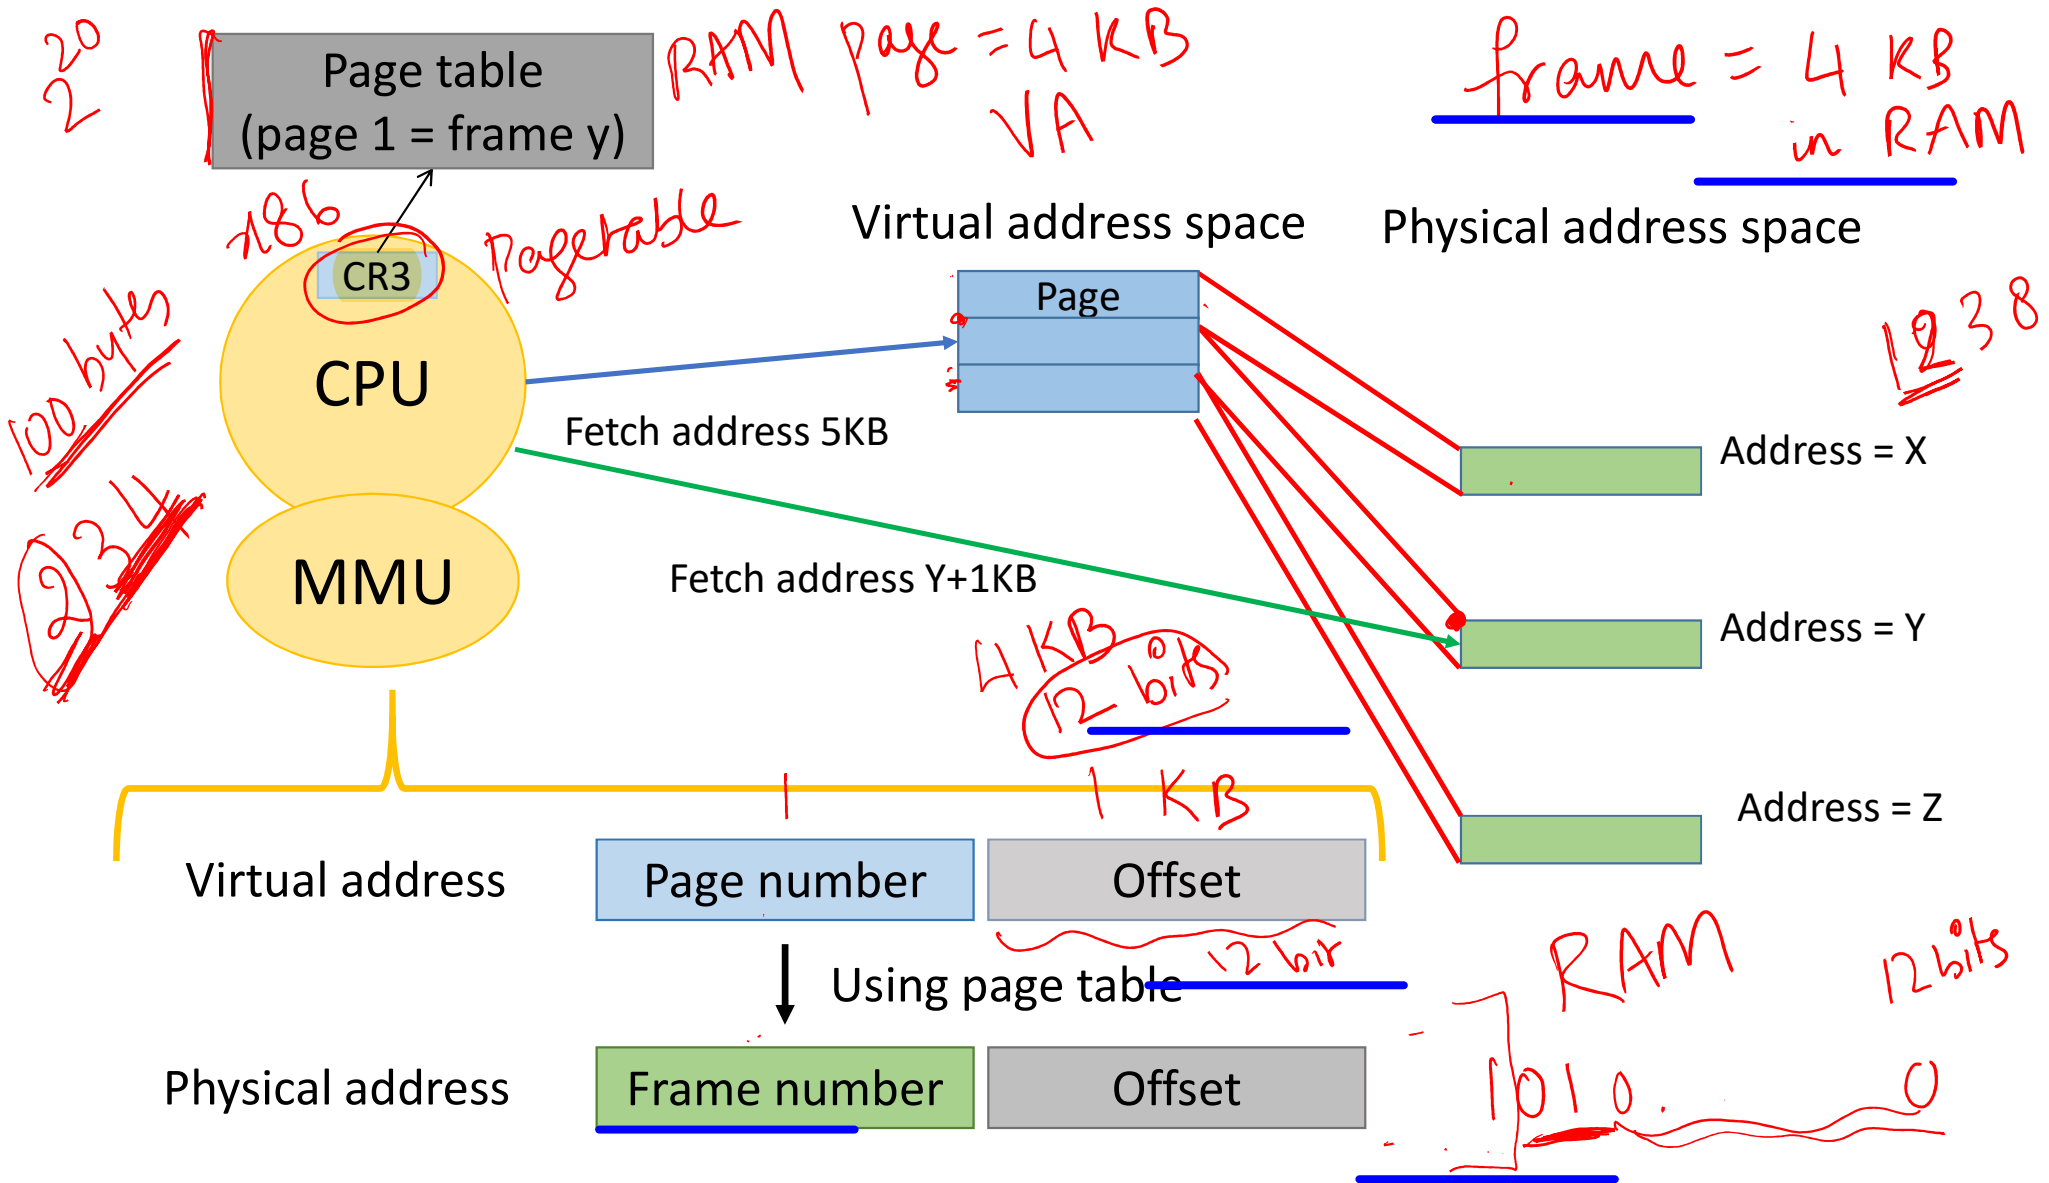 20
2
Page table
(page 1 = frame y)
RAM
page = 4 KB
VA
frame = 4 KB
in RAM
x86
CR3
Pagetable
Virtual address space
Physical address space
100 bytes
CPU
Page
1238
Fetch address 5KB
Address = X
234
MMU
Fetch address Y+1KB
Address = Y
4 KB
12 bits
1
1 KB
Address = Z
Virtual address
Page number
Offset
12 bit
Using page table
RAM
12 bits
Physical address
Frame number
Offset
1010. 0